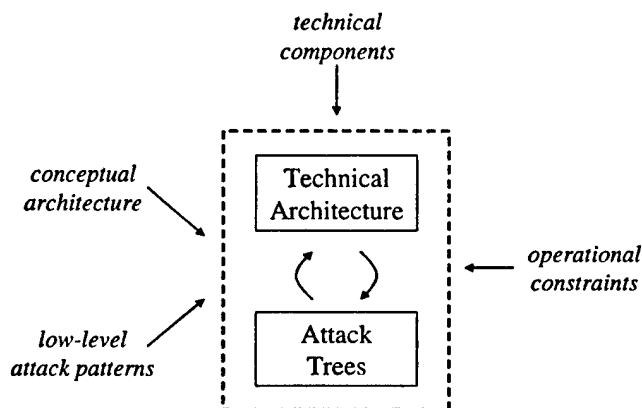 technical
components
conceptual
architecture
Technical
Architecture
operational
constraints
low-level
attack patterns
Attack
Trees